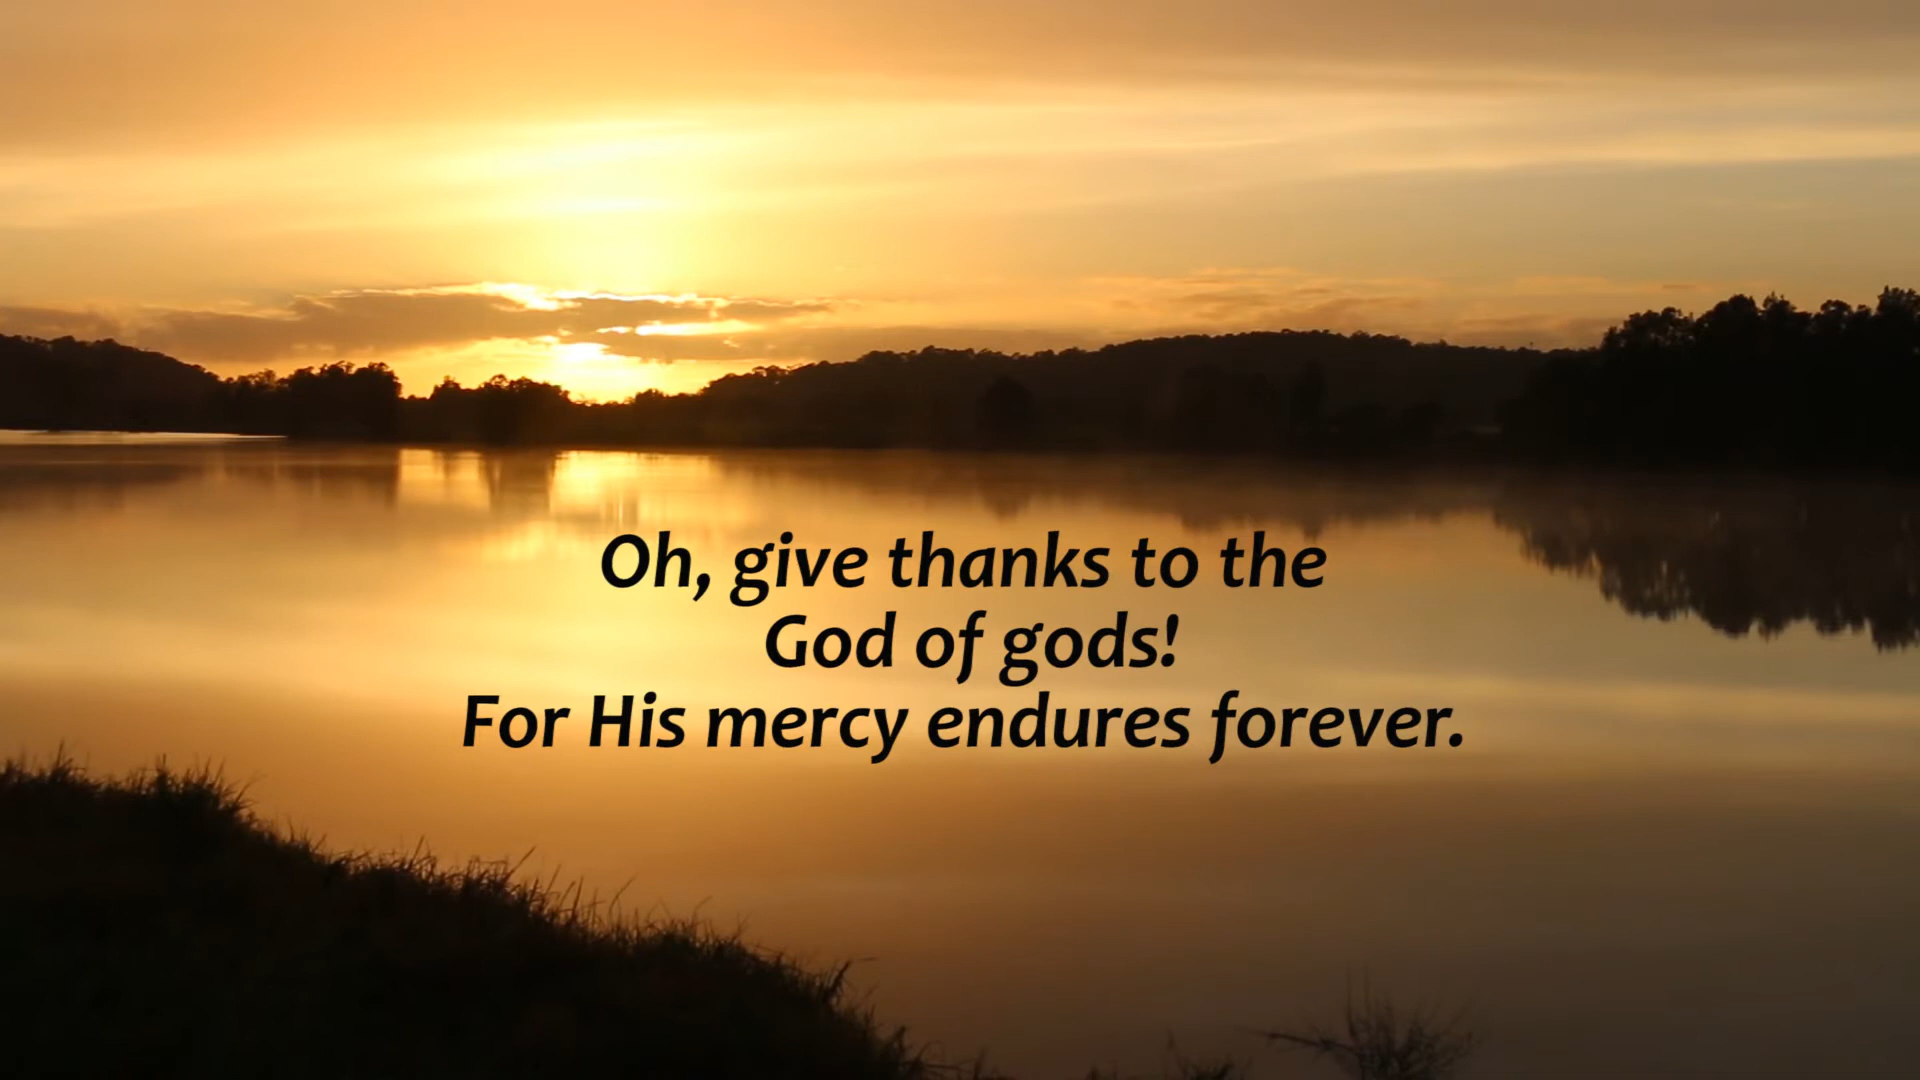 Oh, give thanks to the
God of gods!
For His mercy endures forever.